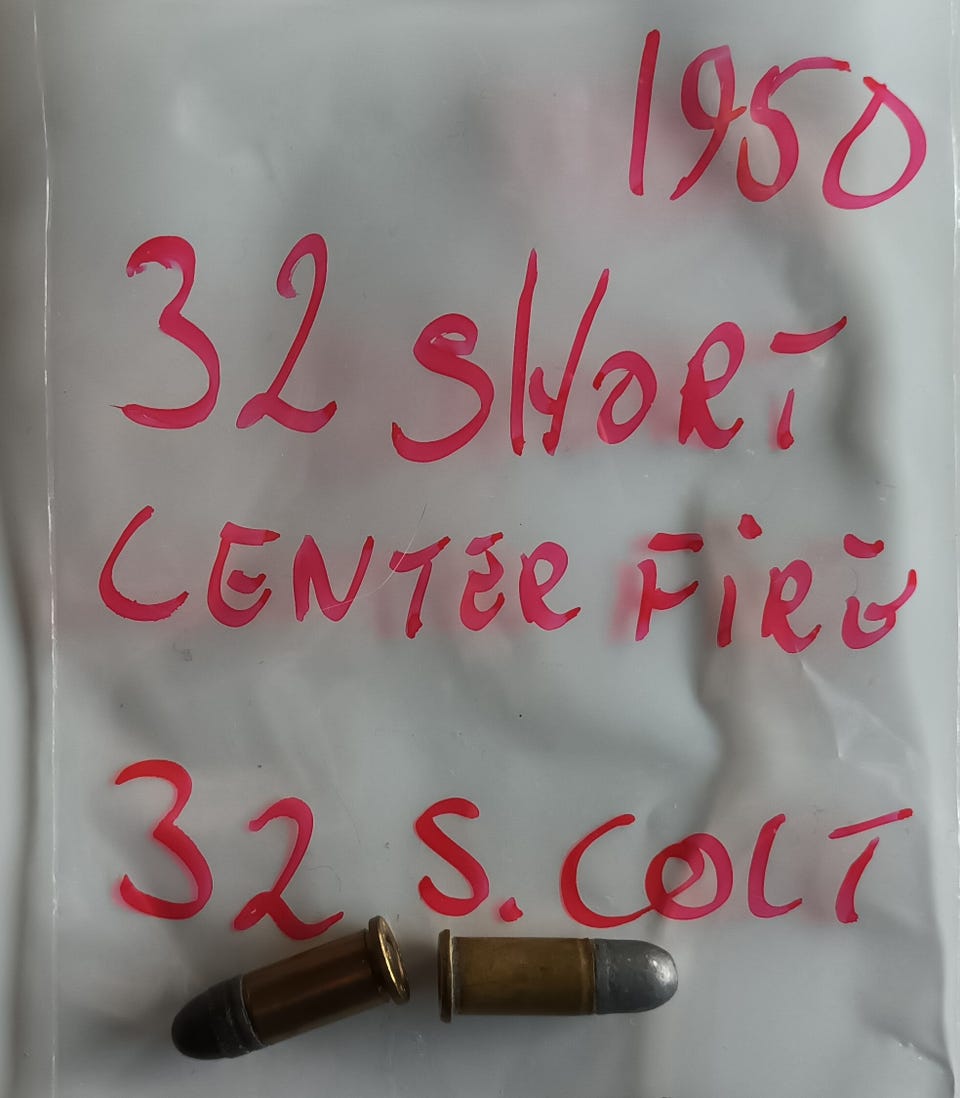 1950
32 SHORT
CENTER FiRE
32 S. COLT